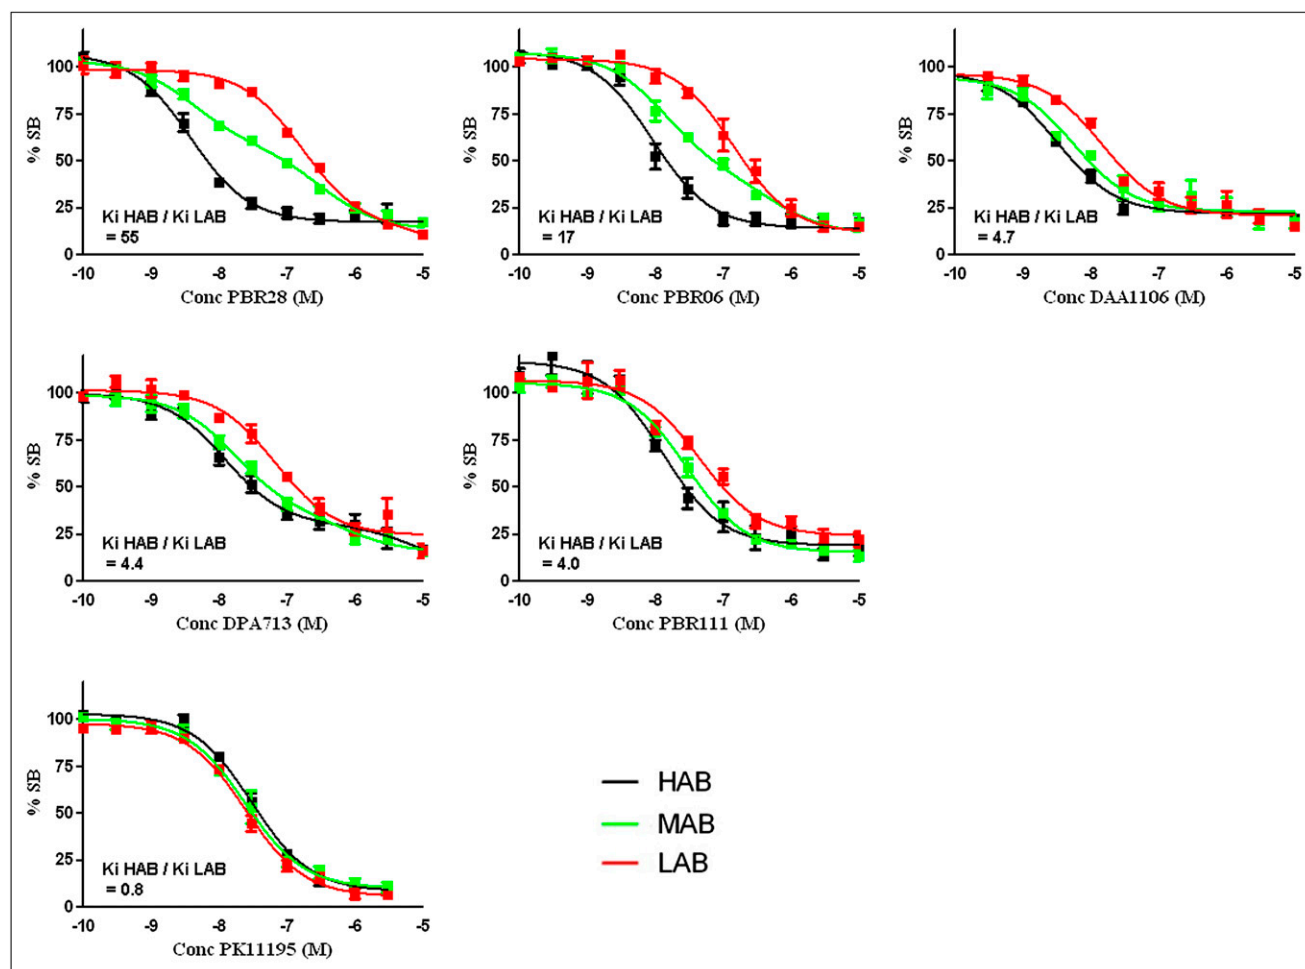 100
75
50
25
0
% SB
Ki HAB / Ki LAB
= 55
-10 -9 -8 -7 -6 -5
Conc PBR28 (M)
100
75
50
25
0
% SB
Ki HAB / Ki LAB
= 17
-10 -9 -8 -7 -6 -5
Conc PBR06 (M)
100
75
50
25
0
% SB
Ki HAB / Ki LAB
= 4.7
-10 -9 -8 -7 -6 -5
Conc DAA1106 (M)
100
75
50
25
0
% SB
Ki HAB / Ki LAB
= 4.4
-10 -9 -8 -7 -6 -5
Conc DPA713 (M)
100
75
50
25
0
% SB
Ki HAB / Ki LAB
= 4.0
-10 -9 -8 -7 -6 -5
Conc PBR111 (M)
100
75
50
25
0
% SB
Ki HAB / Ki LAB
= 0.8
-10 -9 -8 -7 -6 -5
Conc PK11195 (M)
HAB
MAB
LAB